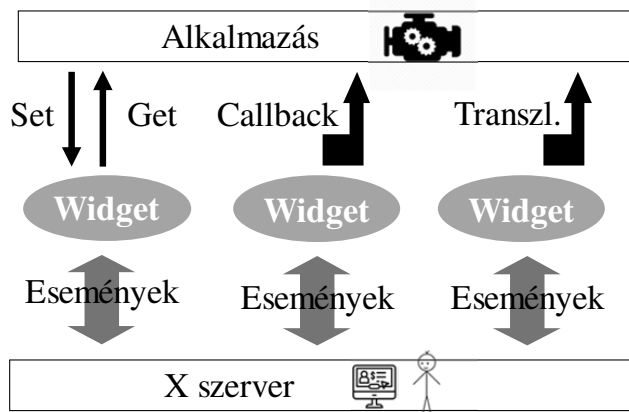 Alkalmazás
Set Get Callback Transzl.
Widget Widget Widget
Események Események Események
X szerver